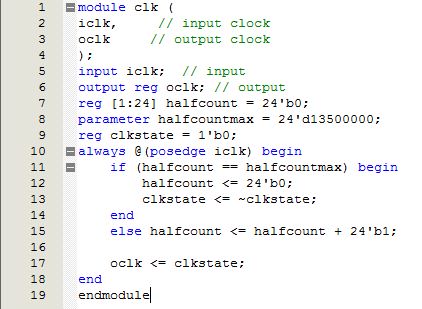 1 module clk (
2 iclk, // input clock
3 oclk // output clock
4 );
5 input iclk; // input
6 output reg oclk; // output
7 reg [1:24] halfcount = 24'b0;
8 parameter halfcountmax = 24'd13500000;
9 reg clkstate = 1'b0;
10 always @(posedge iclk) begin
11 if (halfcount == halfcountmax) begin
12 halfcount <= 24'b0;
13 clkstate <= ~clkstate;
14 end
15 else halfcount <= halfcount + 24'b1;
16
17 oclk <= clkstate;
18 end
19 endmodule